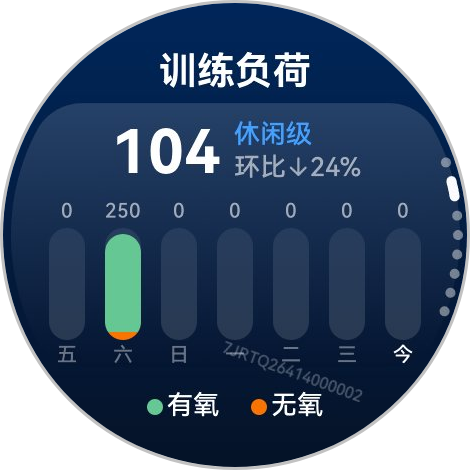 训练负荷
104 休闲级
环比↓24%
0 250 0 0 0 0 0
五 六 日 一 二 三 今
ZJRTQ26414000002
有氧 无氧